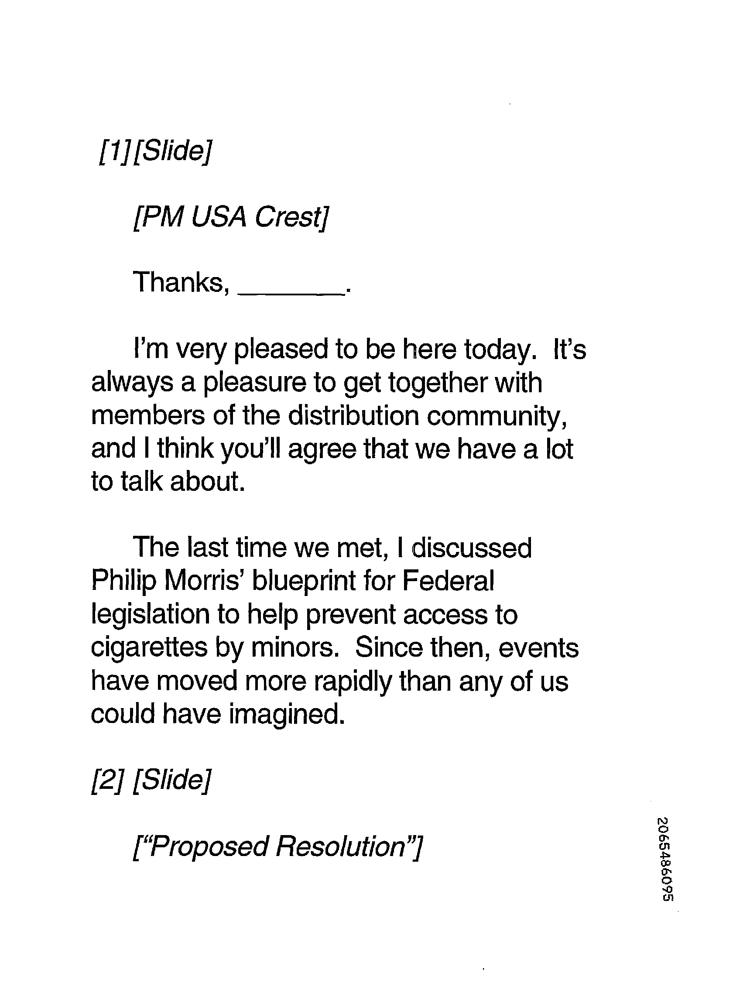 [1][Slide]
[PM USA Crest]
Thanks, ________.
I'm very pleased to be here today.  It's
always a pleasure to get together with
members of the distribution community,
and I think you'll agree that we have a lot
to talk about.
The last time we met, I discussed
Philip Morris' blueprint for Federal
legislation to help prevent access to
cigarettes by minors.  Since then, events
have moved more rapidly than any of us
could have imagined.
[2] [Slide]
["Proposed Resolution"]
2065486095